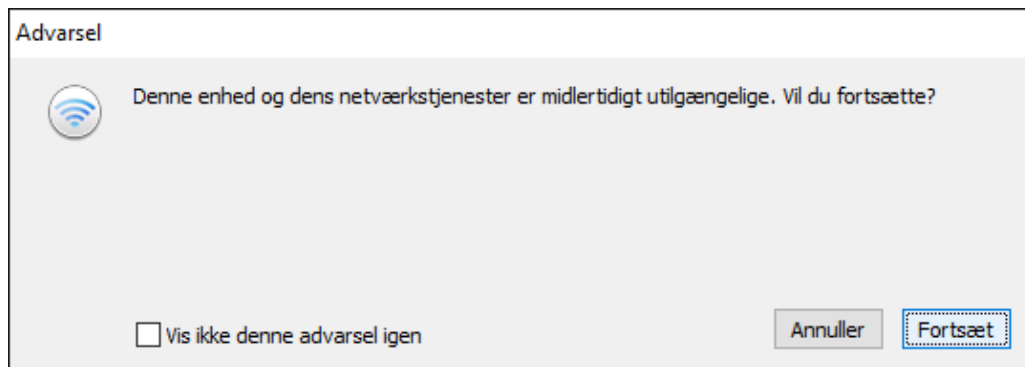 Advarsel
Denne enhed og dens netværkstjenester er midlertidigt utilgængelige. Vil du fortsætte?
Vis ikke denne advarsel igen
Annuller
Fortsæt